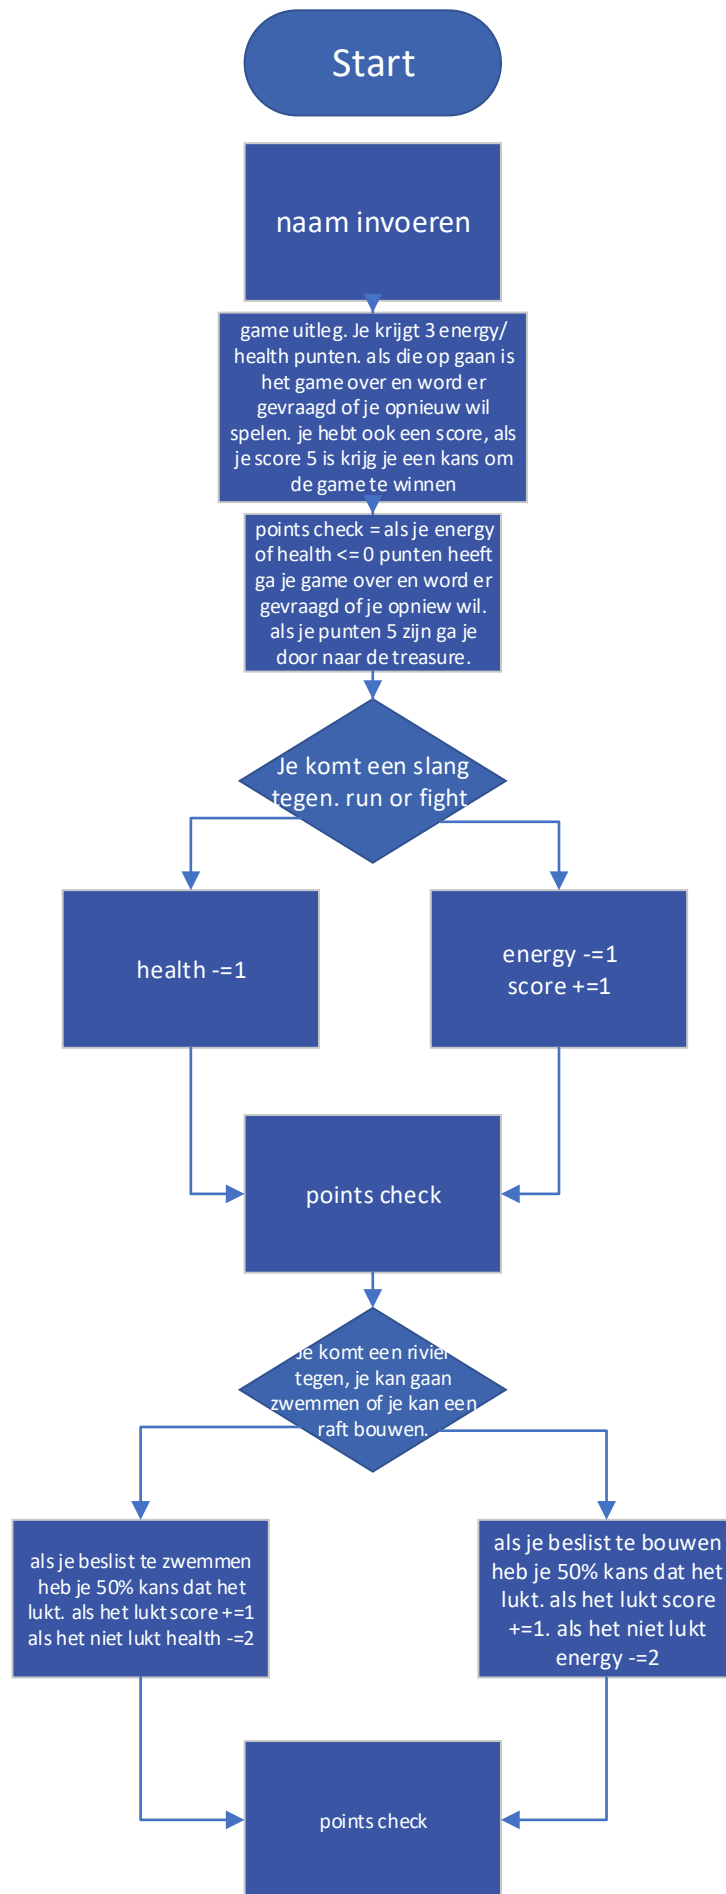 Start
naam invoeren
game uitleg. Je krijgt 3 energy/
health punten. als die op gaan is
het game over en word er
gevraagd of je opnieuw wil
spelen. je hebt ook een score, als
je score 5 is krijg je een kans om
de game te winnen
points check = als je energy
of health <= 0 punten heeft
ga je game over en word er
gevraagd of je opniew wil.
als je punten 5 zijn ga je
door naar de treasure.
Je komt een slang
tegen. run or fight
health -=1
energy -=1
score +=1
points check
Je komt een rivier
tegen, je kan gaan
zwemmen of je kan een
raft bouwen.
als je beslist te zwemmen
heb je 50% kans dat het
lukt. als het lukt score +=1
als het niet lukt health -=2
als je beslist te bouwen
heb je 50% kans dat het
lukt. als het lukt score
+=1. als het niet lukt
energy -=2
points check